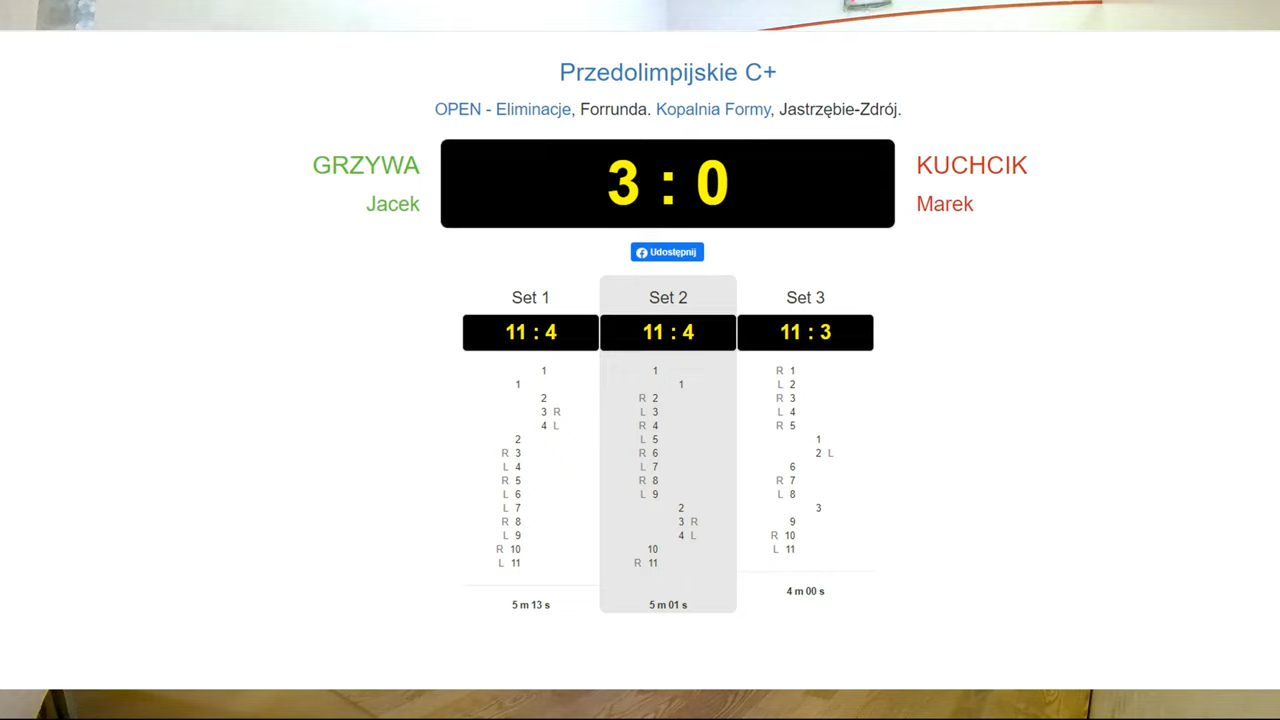 Przedolimpijskie C+
OPEN - Eliminacje, Forrunda. Kopalnia Formy, Jastrzębie-Zdrój.
GRZYWA
Jacek
3 : 0
KUCHCIK
Marek
Udostępnij
Set 1
11 : 4
1
1
2
3 R
4 L
2
R 3
L 4
R 5
L 6
L 7
R 8
L 9
R 10
L 11
5 m 13 s
Set 2
11 : 4
1
1
R 2
L 3
R 4
L 5
R 6
L 7
R 8
L 9
2
3 R
4 L
10
R 11
5 m 01 s
Set 3
11 : 3
R 1
L 2
R 3
L 4
R 5
1
2 L
6
R 7
L 8
3
9
R 10
L 11
4 m 00 s